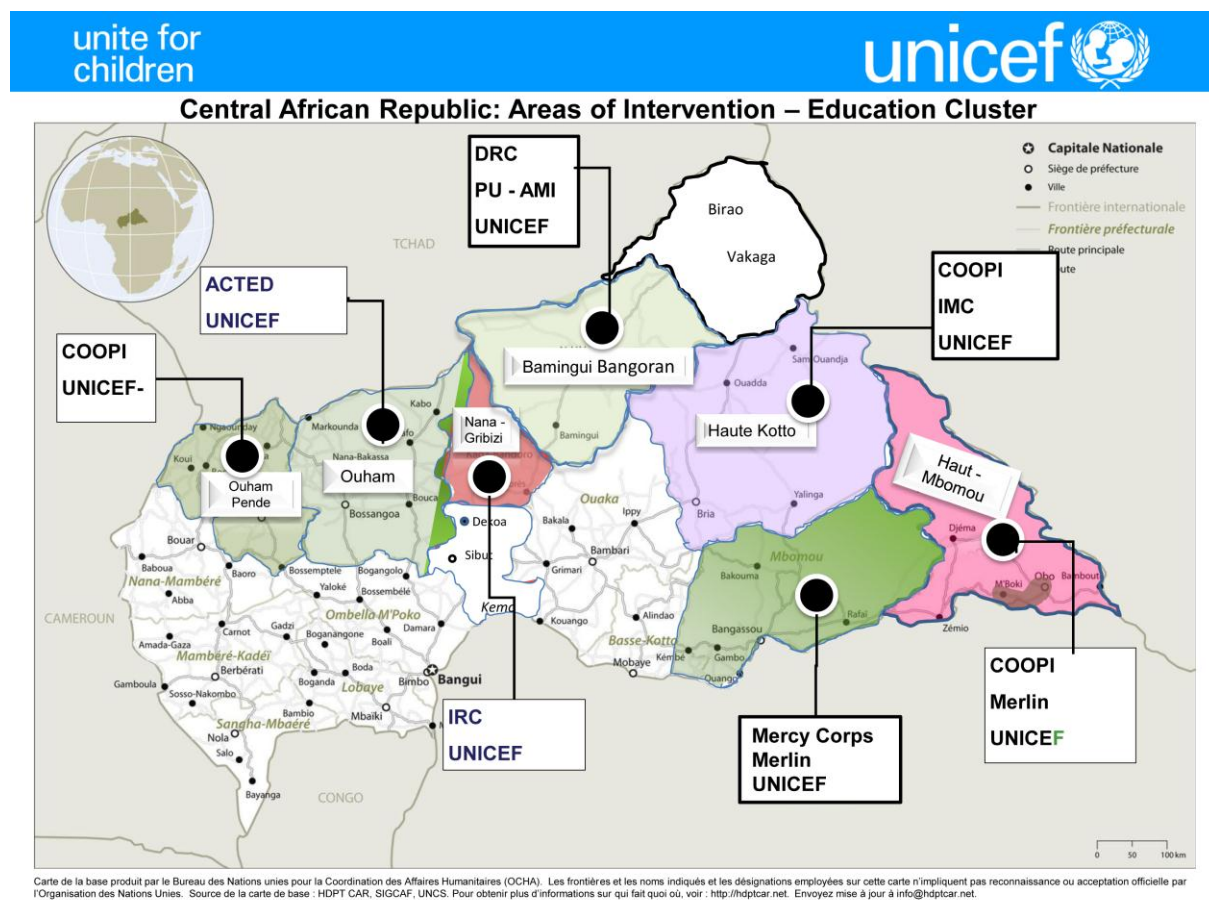 unite for
children
unicef
Central African Republic: Areas of Intervention – Education Cluster
DRC
PU - AMI
UNICEF
Birao
Vakaga
Capitale Nationale
Siège de préfecture
Ville
Frontière internationale
Frontière préfecturale
Route principale
TCHAD
ACTED
UNICEF
COOPI
IMC
UNICEF
COOPI
UNICEF-
Bamingui Bangoran
Sam Ouandja
Ouadda
Kabo
Markounda
Nana -
Gribizi
Bamingui
Haute Kotto
Ngaounday
Koui
Nana-Bakassa
Ouham
Ouham
Pende
Haut -
Mbomou
Bouca
Bossangoa
Ouaka
Ippy
Bakala
Yalinga
Bria
Dekoa
Sibut
Bouar
Bambari
Grimari
Mbomou
Bakouma
Djéma
M'Boki
Obo
Bambouti
Baboua
Baoro
Bossemptele
Bogangolo
Nana-Mambéré
Yaloké
Bossembélé
Abba
Ombella M'Poko
Kemo
Kouango
Alindao
Rafaï
Zémio
CAMEROUN
Carnot
Gadzi
Boganangone
Damara
Boali
Basse-Kotto
Bangassou
Amada-Gaza
Mambéré-Kadéï
Berbérati
Boda
Bimbo
Bangui
Mobaye
Kembé
Gambo
Ouango
Gamboula
Sosso-Nakombo
Boganda
Lobaye
Bambio
Mbaïki
Sangha-Mbaéré
Nola
Salo
Bayanga
CONGO
IRC
UNICEF
Mercy Corps
Merlin
UNICEF
COOPI
Merlin
UNICEF
0 50 100 km
Carte de la base produit par le Bureau des Nations unies pour la Coordination des Affaires Humanitaires (OCHA). Les frontières et les noms indiqués et les désignations employées sur cette carte n'impliquent pas reconnaissance ou acceptation officielle par
l'Organisation des Nations Unies. Source de la carte de base : HDPT CAR, SIGCAF, UNCS. Pour obtenir plus d'informations sur qui fait quoi où, voir : http://hdptcar.net. Envoyez mise à jour à info@hdptcar.net.